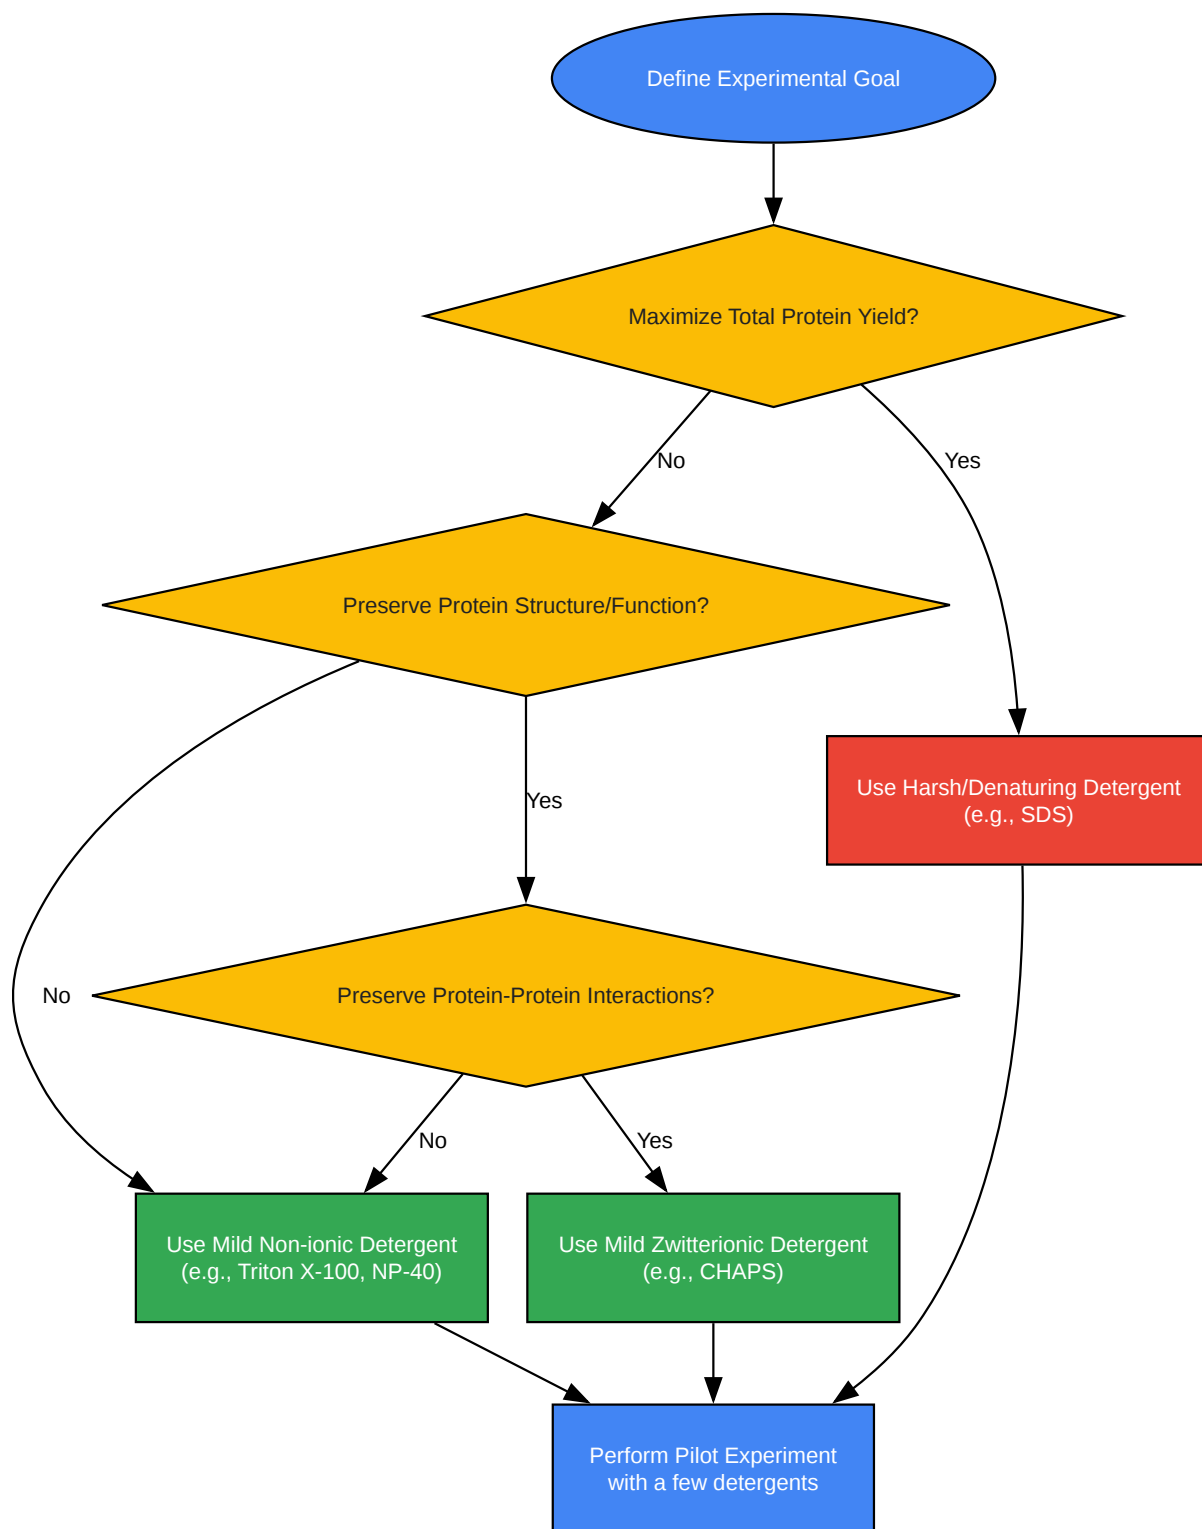 Define Experimental Goal
Maximize Total Protein Yield?
No
Yes
Preserve Protein Structure/Function?
Yes
Use Harsh/Denaturing Detergent
(e.g., SDS)
No
Preserve Protein-Protein Interactions?
No
Yes
Use Mild Non-ionic Detergent
(e.g., Triton X-100, NP-40)
Use Mild Zwitterionic Detergent
(e.g., CHAPS)
Perform Pilot Experiment
with a few detergents